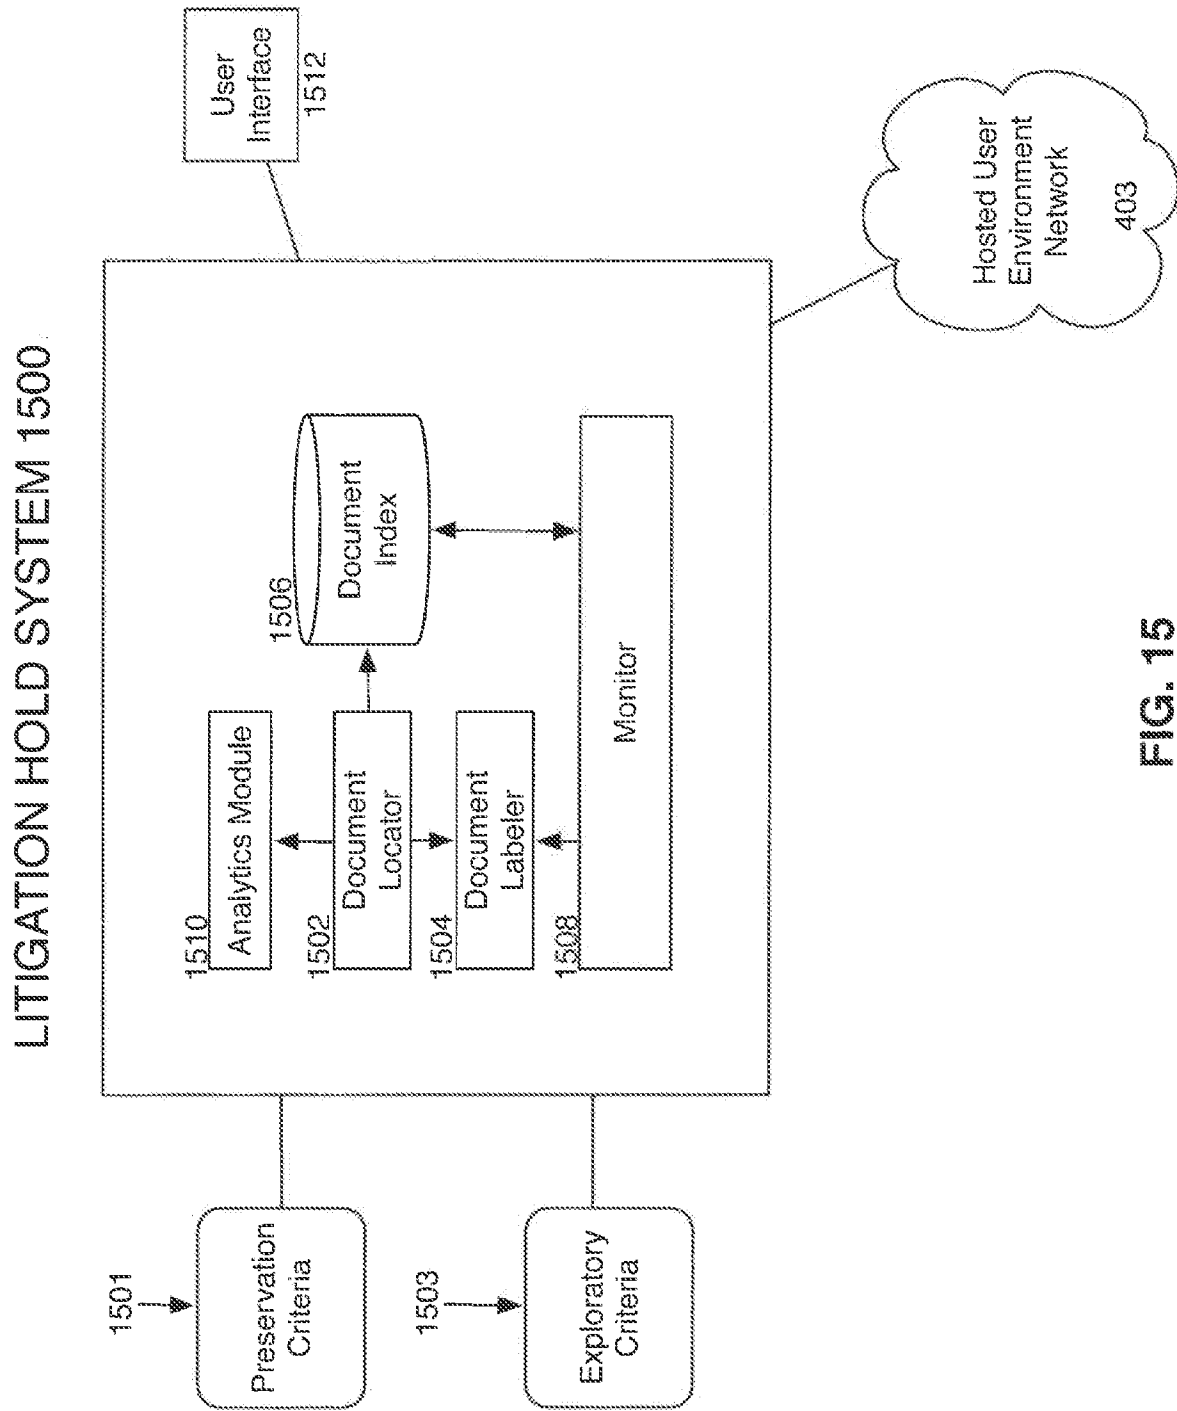 LITIGATION HOLD SYSTEM 1500
1501
Preservation
Criteria
1503
Exploratory
Criteria
1510
Analytics Module
1502
Document
Locator
1504
Document
Labeler
1506
Document
Index
1508
Monitor
User
Interface
1512
Hosted User
Environment
Network
403
FIG. 15